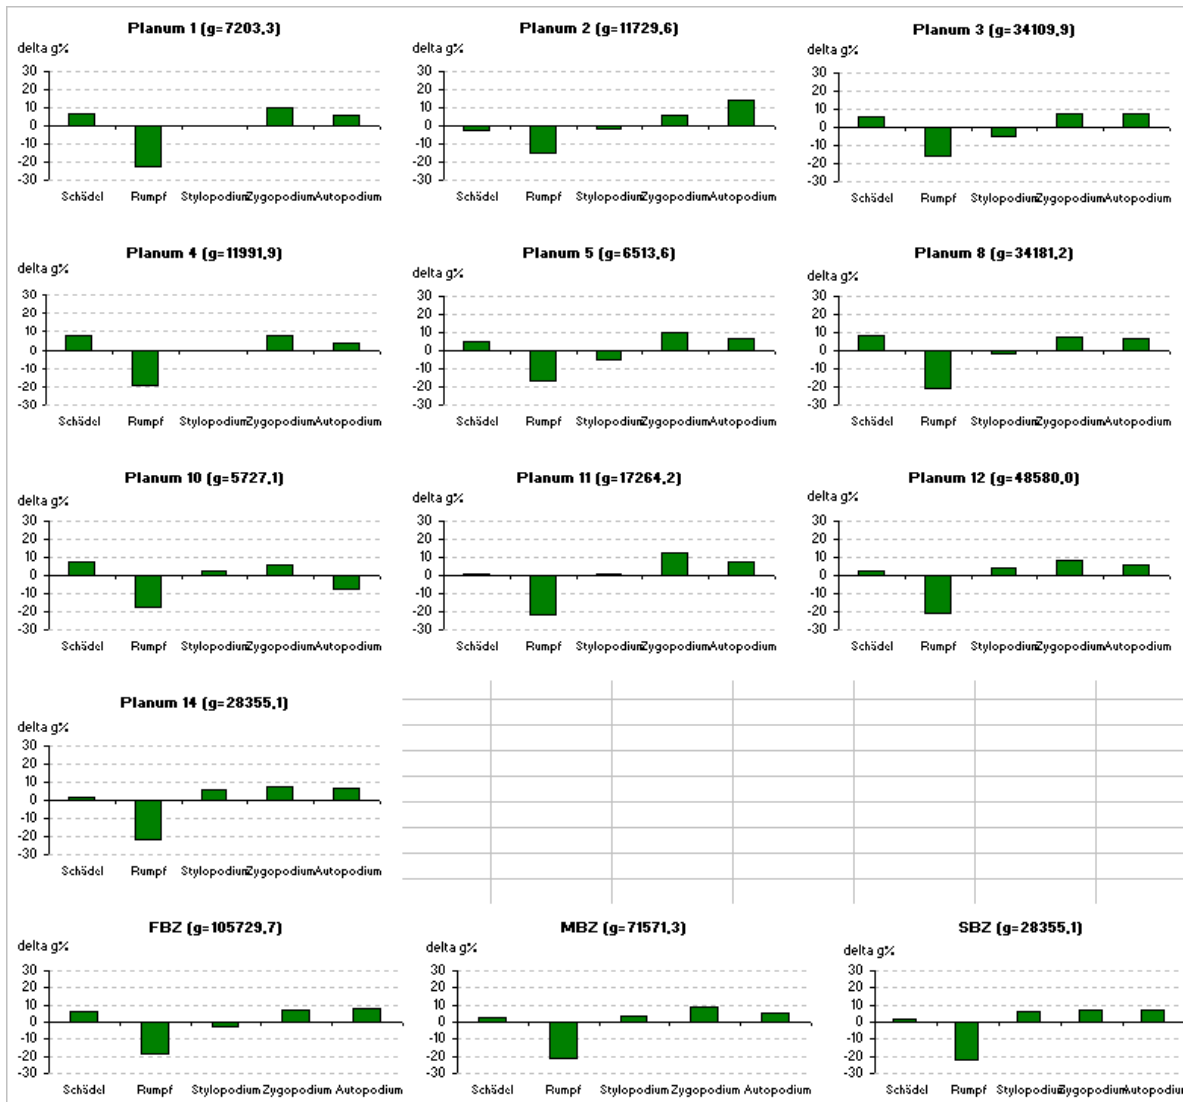 Planum 1 (g=7203,3)
delta g%
30
20
10
0
-10
-20
-30
Schädel Rumpf Stylopodium Zygopodium Autopodium
Planum 2 (g=11729,6)
delta g%
30
20
10
0
-10
-20
-30
Schädel Rumpf Stylopodium Zygopodium Autopodium
Planum 3 (g=34109,9)
delta g%
30
20
10
0
-10
-20
-30
Schädel Rumpf Stylopodium Zygopodium Autopodium
Planum 4 (g=11991,9)
delta g%
30
20
10
0
-10
-20
-30
Schädel Rumpf Stylopodium Zygopodium Autopodium
Planum 5 (g=6513,6)
delta g%
30
20
10
0
-10
-20
-30
Schädel Rumpf Stylopodium Zygopodium Autopodium
Planum 8 (g=34181,2)
delta g%
30
20
10
0
-10
-20
-30
Schädel Rumpf Stylopodium Zygopodium Autopodium
Planum 10 (g=5727,1)
delta g%
30
20
10
0
-10
-20
-30
Schädel Rumpf Stylopodium Zygopodium Autopodium
Planum 11 (g=17264,2)
delta g%
30
20
10
0
-10
-20
-30
Schädel Rumpf Stylopodium Zygopodium Autopodium
Planum 12 (g=48580,0)
delta g%
30
20
10
0
-10
-20
-30
Schädel Rumpf Stylopodium Zygopodium Autopodium
Planum 14 (g=28355,1)
delta g%
30
20
10
0
-10
-20
-30
Schädel Rumpf Stylopodium Zygopodium Autopodium
FBZ (g=105729,7)
delta g%
30
20
10
0
-10
-20
-30
Schädel Rumpf Stylopodium Zygopodium Autopodium
MBZ (g=71571,3)
delta g%
30
20
10
0
-10
-20
-30
Schädel Rumpf Stylopodium Zygopodium Autopodium
SBZ (g=28355,1)
delta g%
30
20
10
0
-10
-20
-30
Schädel Rumpf Stylopodium Zygopodium Autopodium